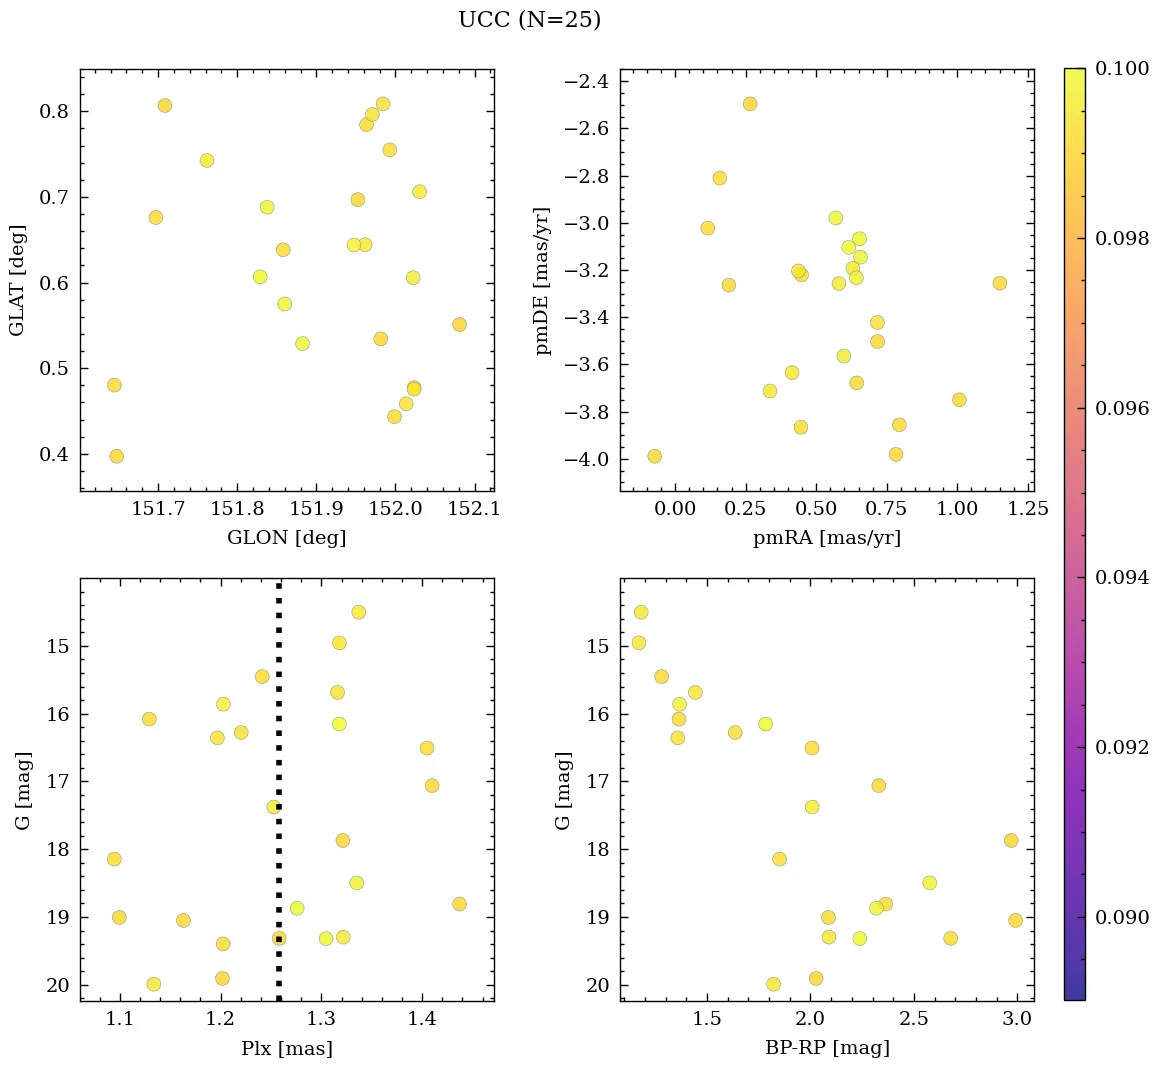 UCC (N=25)
0.8
0.7
0.6
0.5
0.4
GLAT [deg]
151.7 151.8 151.9 152.0 152.1
GLON [deg]
−2.4
−2.6
−2.8
−3.0
−3.2
−3.4
−3.6
−3.8
−4.0
pmDE [mas/yr]
0.00 0.25 0.50 0.75 1.00 1.25
pmRA [mas/yr]
15
16
17
18
19
20
G [mag]
1.1 1.2 1.3 1.4
Plx [mas]
15
16
17
18
19
20
G [mag]
1.5 2.0 2.5 3.0
BP-RP [mag]
0.100
0.098
0.096
0.094
0.092
0.090